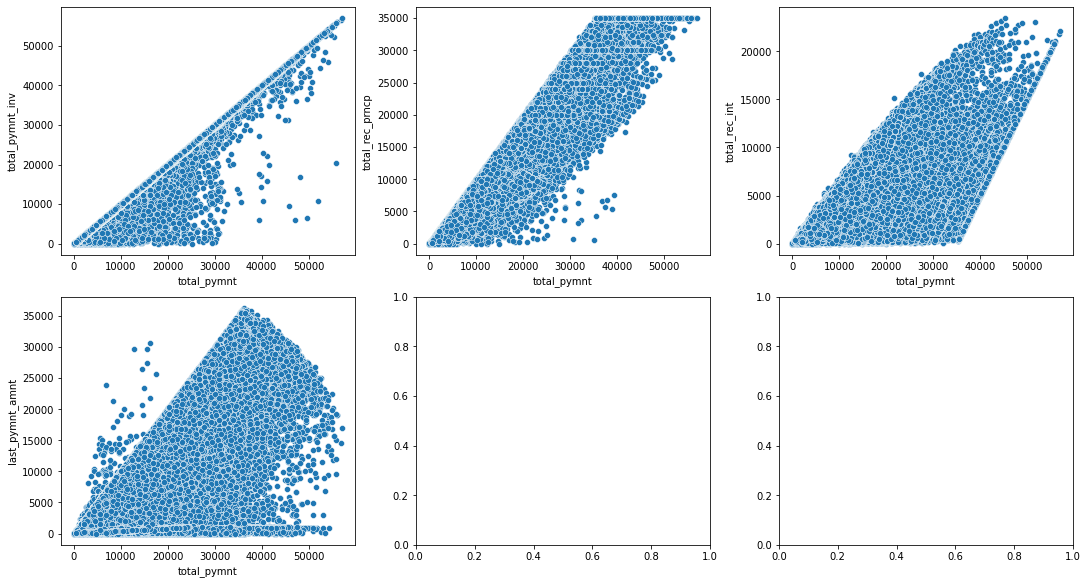 50000
40000
30000
20000
10000
0
total_pymnt_inv
0 10000 20000 30000 40000 50000
total_pymnt
35000
30000
25000
20000
15000
10000
5000
0
total_rec_prncp
0 10000 20000 30000 40000 50000
total_pymnt
20000
15000
10000
5000
0
total_rec_int
0 10000 20000 30000 40000 50000
total_pymnt
35000
30000
25000
20000
15000
10000
5000
0
last_pymnt_amnt
0 10000 20000 30000 40000 50000
total_pymnt
1.0
0.8
0.6
0.4
0.2
0.0
0.0 0.2 0.4 0.6 0.8 1.0
1.0
0.8
0.6
0.4
0.2
0.0
0.0 0.2 0.4 0.6 0.8 1.0